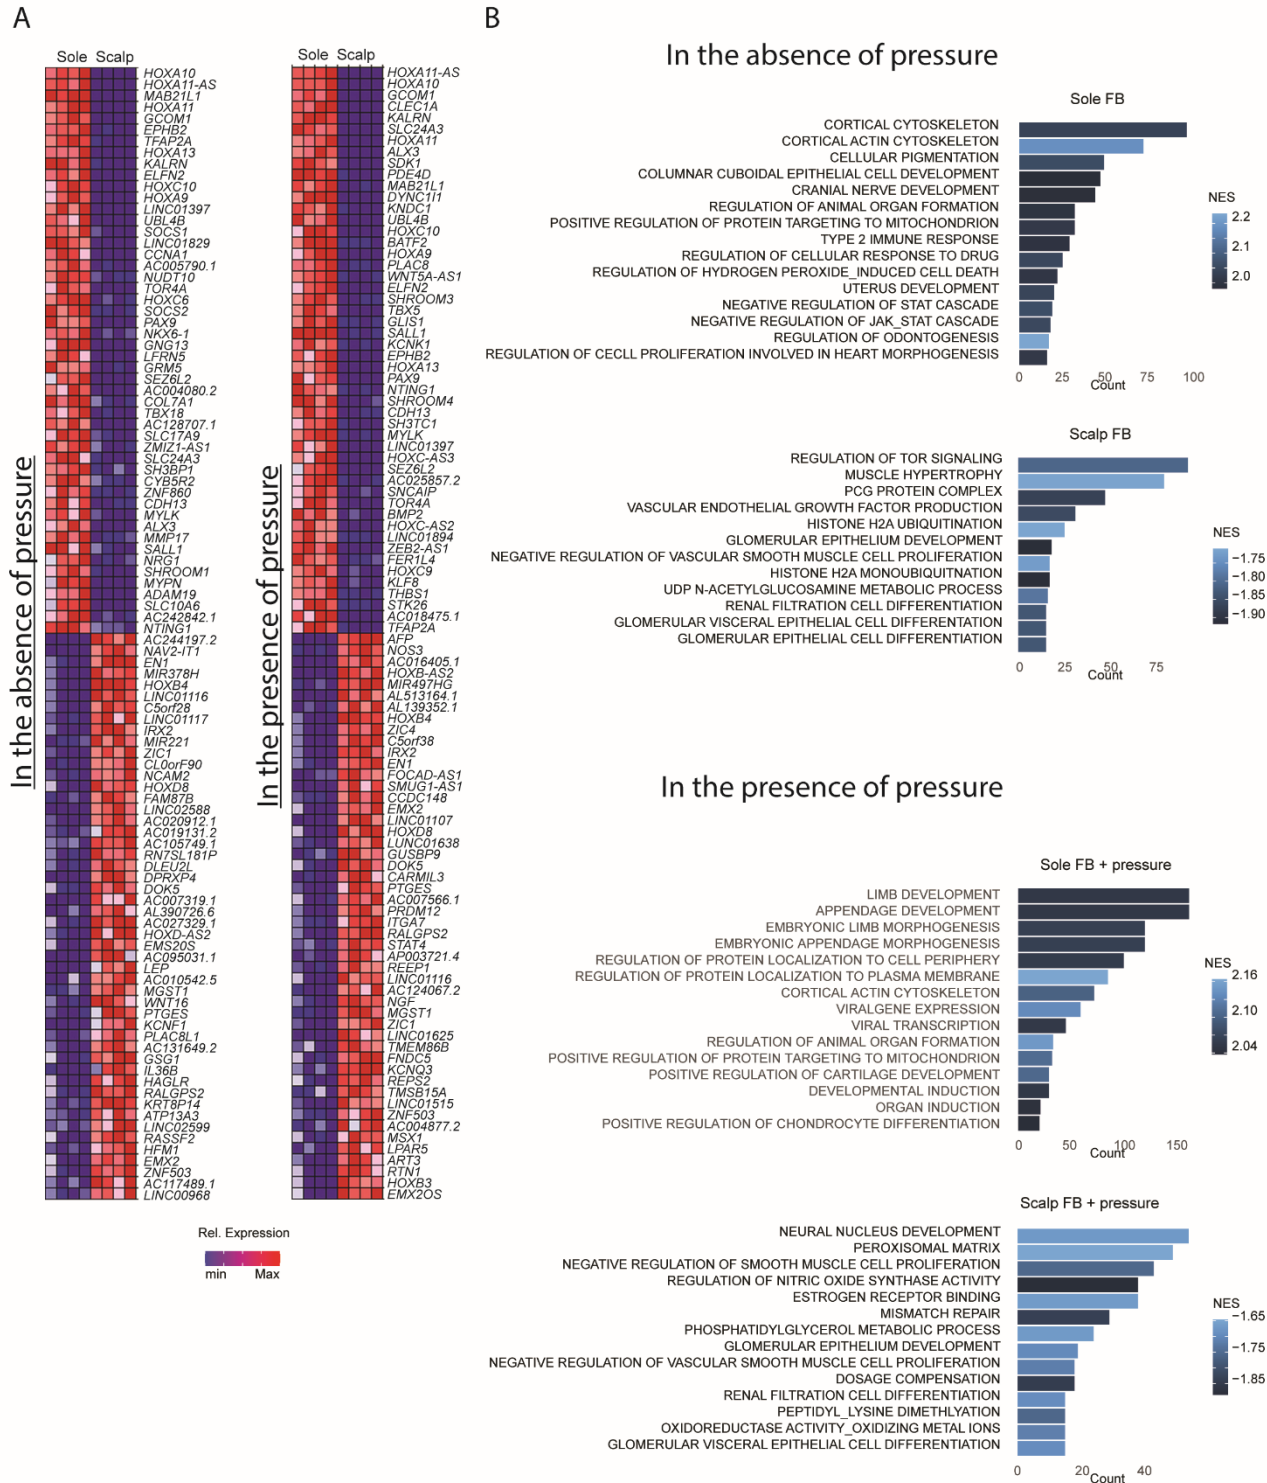 A
Sole Scalp
HOXA10
HOXA11-AS
MAB21L1
HOXA11
GCOM1
EPHB2
TFAP2A
HOXA13
KALRN
ELFN2
HOXC10
HOXA9
LINC01397
UBL4B
SOCS1
LINC01829
CCNA1
AC005790.1
NUDT10
TOR4A
HOXC6
SOCS2
PAX9
NKX6-1
GNG13
LFRN5
GRM5
SEZ6L2
AC004080.2
COL7A1
TBX18
AC128707.1
SLC17A9
ZMIZ1-AS1
SLC24A3
SH3BP1
CYB5R2
ZNF860
CDH13
MYLK
ALX3
MMP17
SALL1
NRG1
SHROOM1
MYPN
ADAM19
SLC10A6
AC242842.1
NTING1
AC244197.2
NAV2-IT1
EN1
MIR378H
HOXB4
LINC01116
C5orf28
LINC01117
IRX2
MIR221
ZIC1
CL0orF90
NCAM2
HOXD8
FAM87B
LINC02588
AC020912.1
AC019131.2
AC105749.1
RN7SL181P
DLEU2L
DPRXP4
DOK5
AC007319.1
AL390726.6
AC027329.1
HOXD-AS2
EMS20S
AC095031.1
LEP
AC010542.5
MGST1
WNT16
PTGES
KCNF1
PLAC8L1
AC131649.2
GSG1
IL36B
HAGLR
RALGPS2
KRT8P14
ATP13A3
LINC02599
RASSF2
HFM1
EMX2
ZNF503
AC117489.1
LINC00968
In the absence of pressure
Sole Scalp
HOXA11-AS
HOXA10
GCOM1
CLEC1A
KALRN
SLC24A3
HOXA11
ALX3
SDK1
PDE4D
MAB21L1
DYNC1I1
KNDC1
UBL4B
HOXC10
BATF2
HOXA9
PLAC8
WNT5A-AS1
ELFN2
SHROOM3
TBX5
GLIS1
SALL1
KCNK1
EPHB2
HOXA13
PAX9
NTING1
SHROOM4
CDH13
SH3TC1
MYLK
LINC01397
HOXC-AS3
SEZ6L2
AC025857.2
SNCAIP
TOR4A
BMP2
HOXC-AS2
LINC01894
ZEB2-AS1
FER1L4
HOXC9
KLF8
THBS1
STK26
AC018475.1
TFAP2A
AFP
NOS3
AC016405.1
HOXB-AS2
MIR497HG
AL513164.1
AL139352.1
HOXB4
ZIC4
C5orf38
IRX2
EN1
FOCAD-AS1
SMUG1-AS1
CCDC148
EMX2
LINC01107
HOXD8
LUNC01638
GUSBP9
DOK5
CARMIL3
PTGES
AC007566.1
PRDM12
ITGA7
RALGPS2
STAT4
AP003721.4
REEP1
LINC01116
AC124067.2
NGF
MGST1
ZIC1
LINC01625
TMEM86B
FNDC5
KCNQ3
REPS2
TMSB15A
LINC01515
ZNF503
AC004877.2
MSX1
LPAR5
ART3
RTN1
HOXB3
EMX2OS
In the presence of pressure
Rel. Expression
min Max
B
In the absence of pressure
Sole FB
CORTICAL CYTOSKELETON
CORTICAL ACTIN CYTOSKELETON
CELLULAR PIGMENTATION
COLUMNAR CUBOIDAL EPITHELIAL CELL DEVELOPMENT
CRANIAL NERVE DEVELOPMENT
REGULATION OF ANIMAL ORGAN FORMATION
POSITIVE REGULATION OF PROTEIN TARGETING TO MITOCHONDRION
TYPE 2 IMMUNE RESPONSE
REGULATION OF CELLULAR RESPONSE TO DRUG
REGULATION OF HYDROGEN PEROXIDE_INDUCED CELL DEATH
UTERUS DEVELOPMENT
NEGATIVE REGULATION OF STAT CASCADE
NEGATIVE REGULATION OF JAK_STAT CASCADE
REGULATION OF ODONTOGENESIS
REGULATION OF CECLL PROLIFERATION INVOLVED IN HEART MORPHOGENESIS
0 25 50 75 100
Count
NES
2.2
2.1
2.0
Scalp FB
REGULATION OF TOR SIGNALING
MUSCLE HYPERTROPHY
PCG PROTEIN COMPLEX
VASCULAR ENDOTHELIAL GROWTH FACTOR PRODUCTION
HISTONE H2A UBIQUITINATION
GLOMERULAR EPITHELIUM DEVELOPMENT
NEGATIVE REGULATION OF VASCULAR SMOOTH MUSCLE CELL PROLIFERATION
HISTONE H2A MONOUBIQUITNATION
UDP N-ACETYLGLUCOSAMINE METABOLIC PROCESS
RENAL FILTRATION CELL DIFFERENTIATION
GLOMERULAR VISCERAL EPITHELIAL CELL DIFFERENTIATION
GLOMERULAR EPITHELIAL CELL DIFFERENTIATION
0 25 50 75
Count
NES
−1.75
−1.80
−1.85
−1.90
In the presence of pressure
Sole FB + pressure
LIMB DEVELOPMENT
APPENDAGE DEVELOPMENT
EMBRYONIC LIMB MORPHOGENESIS
EMBRYONIC APPENDAGE MORPHOGENESIS
REGULATION OF PROTEIN LOCALIZATION TO CELL PERIPHERY
REGULATION OF PROTEIN LOCALIZATION TO PLASMA MEMBRANE
CORTICAL ACTIN CYTOSKELETON
VIRALGENE EXPRESSION
VIRAL TRANSCRIPTION
REGULATION OF ANIMAL ORGAN FORMATION
POSITIVE REGULATION OF PROTEIN TARGETING TO MITOCHONDRION
POSITIVE REGULATION OF CARTILAGE DEVELOPMENT
DEVELOPMENTAL INDUCTION
ORGAN INDUCTION
POSITIVE REGULATION OF CHONDROCYTE DIFFERENTIATION
0 50 100 150
Count
NES
2.16
2.10
2.04
Scalp FB + pressure
NEURAL NUCLEUS DEVELOPMENT
PEROXISOMAL MATRIX
NEGATIVE REGULATION OF SMOOTH MUSCLE CELL PROLIFERATION
REGULATION OF NITRIC OXIDE SYNTHASE ACTIVITY
ESTROGEN RECEPTOR BINDING
MISMATCH REPAIR
PHOSPHATIDYLGLYCEROL METABOLIC PROCESS
GLOMERULAR EPITHELIUM DEVELOPMENT
NEGATIVE REGULATION OF VASCULAR SMOOTH MUSCLE CELL PROLIFERATION
DOSAGE COMPENSATION
RENAL FILTRATION CELL DIFFERENTIATION
PEPTIDYL_LYSINE DIMETHLYATION
OXIDOREDUCTASE ACTIVITY_OXIDIZING METAL IONS
GLOMERULAR VISCERAL EPITHELIAL CELL DIFFERENTIATION
0 20 40
Count
NES
−1.65
−1.75
−1.85